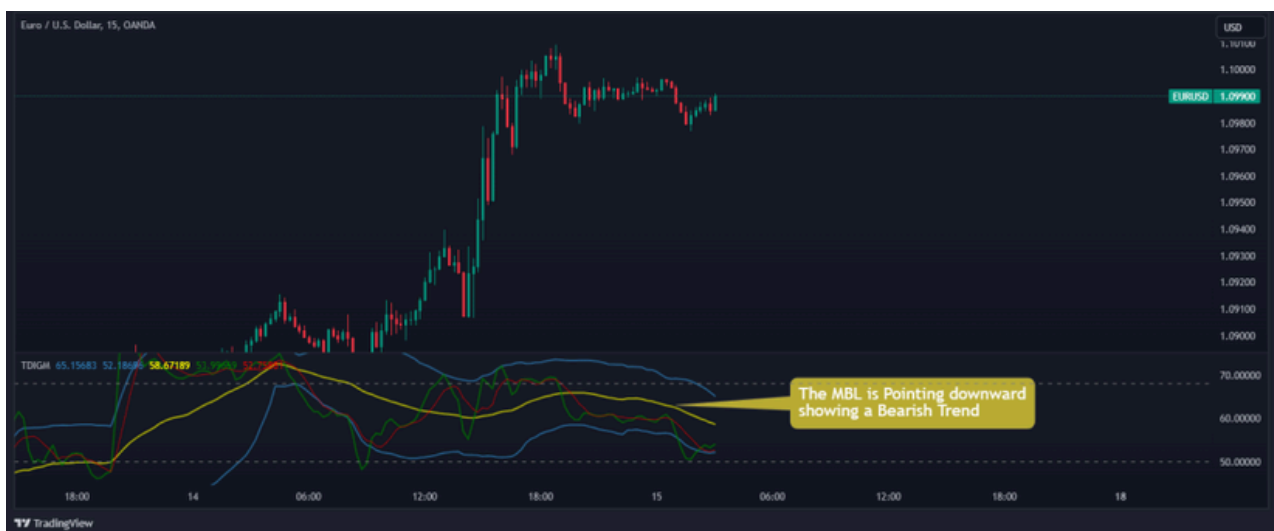 Euro / U.S. Dollar, 15, OANDA
USD
1.10100
1.10000
EURUSD 1.09900
1.09800
1.09700
1.09600
1.09500
1.09400
1.09300
1.09200
1.09100
1.09000
TDIGM 65.15683 58.67189
70.00000
The MBL is Pointing downward
showing a Bearish Trend
60.00000
50.00000
18:00 14 06:00 12:00 18:00 15 06:00 12:00 18:00 18
TradingView